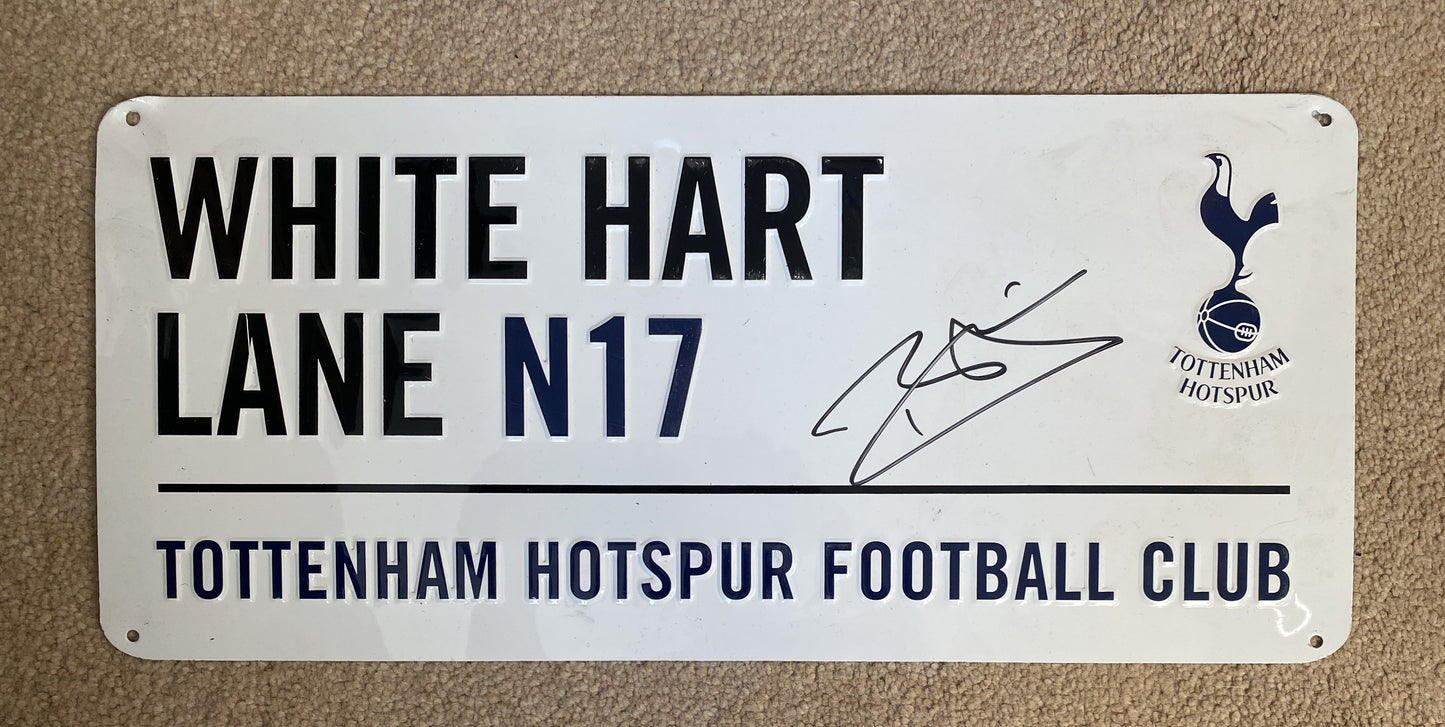 WHITE HART
LANE N17
TOTTENHAM
HOTSPUR
TOTTENHAM HOTSPUR FOOTBALL CLUB